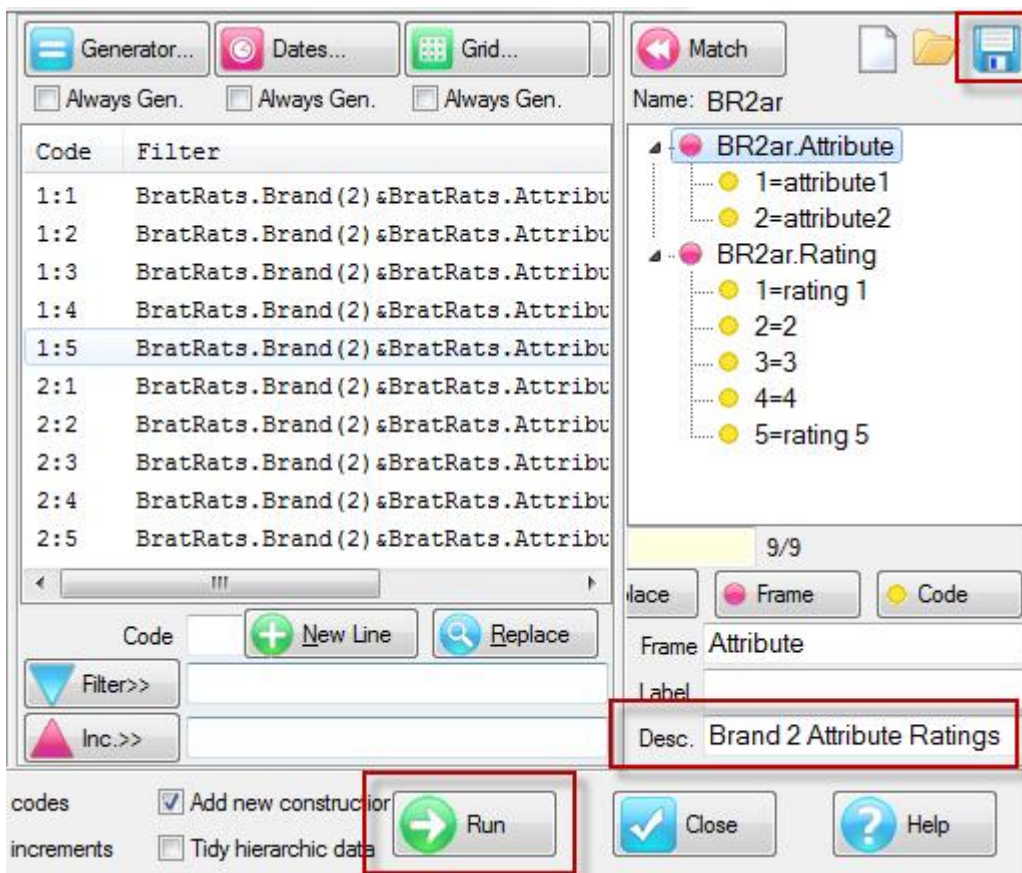 Generator... Dates... Grid...
Always Gen. Always Gen. Always Gen.
Code Filter
1:1 BratRats.Brand(2)&BratRats.Attribu
1:2 BratRats.Brand(2)&BratRats.Attribu
1:3 BratRats.Brand(2)&BratRats.Attribu
1:4 BratRats.Brand(2)&BratRats.Attribu
1:5 BratRats.Brand(2)&BratRats.Attribu
2:1 BratRats.Brand(2)&BratRats.Attribu
2:2 BratRats.Brand(2)&BratRats.Attribu
2:3 BratRats.Brand(2)&BratRats.Attribu
2:4 BratRats.Brand(2)&BratRats.Attribu
2:5 BratRats.Brand(2)&BratRats.Attribu
Code New Line Replace
Filter>>
Inc.>>
Match
Name: BR2ar
BR2ar.Attribute
1=attribute1
2=attribute2
BR2ar.Rating
1=rating 1
2=2
3=3
4=4
5=rating 5
9/9
lace Frame Code
Frame Attribute
Label
Desc. Brand 2 Attribute Ratings
codes Add new construction Run Close Help
increments Tidy hierarchic data